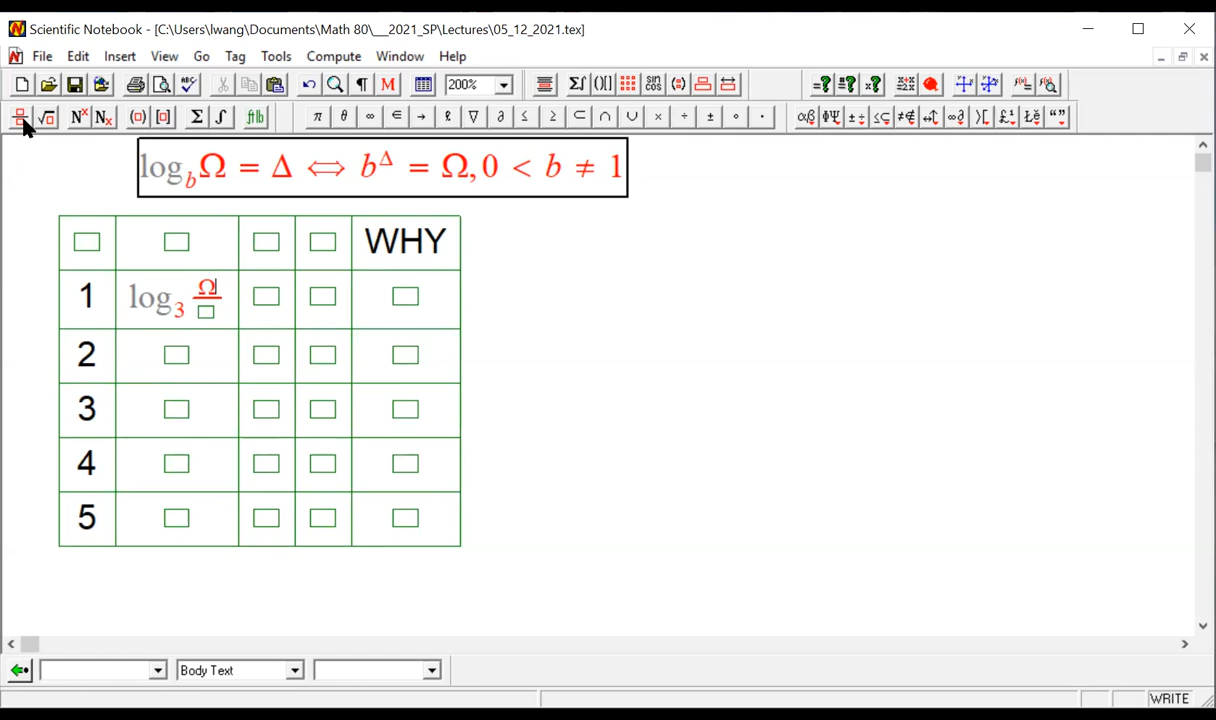 Scientific Notebook - [C:\Users\lwang\Documents\Math 80\__2021_SP\Lectures\05_12_2021.tex]
File Edit Insert View Go Tag Tools Compute Window Help
200%
log_b Ω = Δ ⟺ b^Δ = Ω, 0 < b ≠ 1
WHY
1 log_3 Ω/□
2
3
4
5
Body Text
WRITE